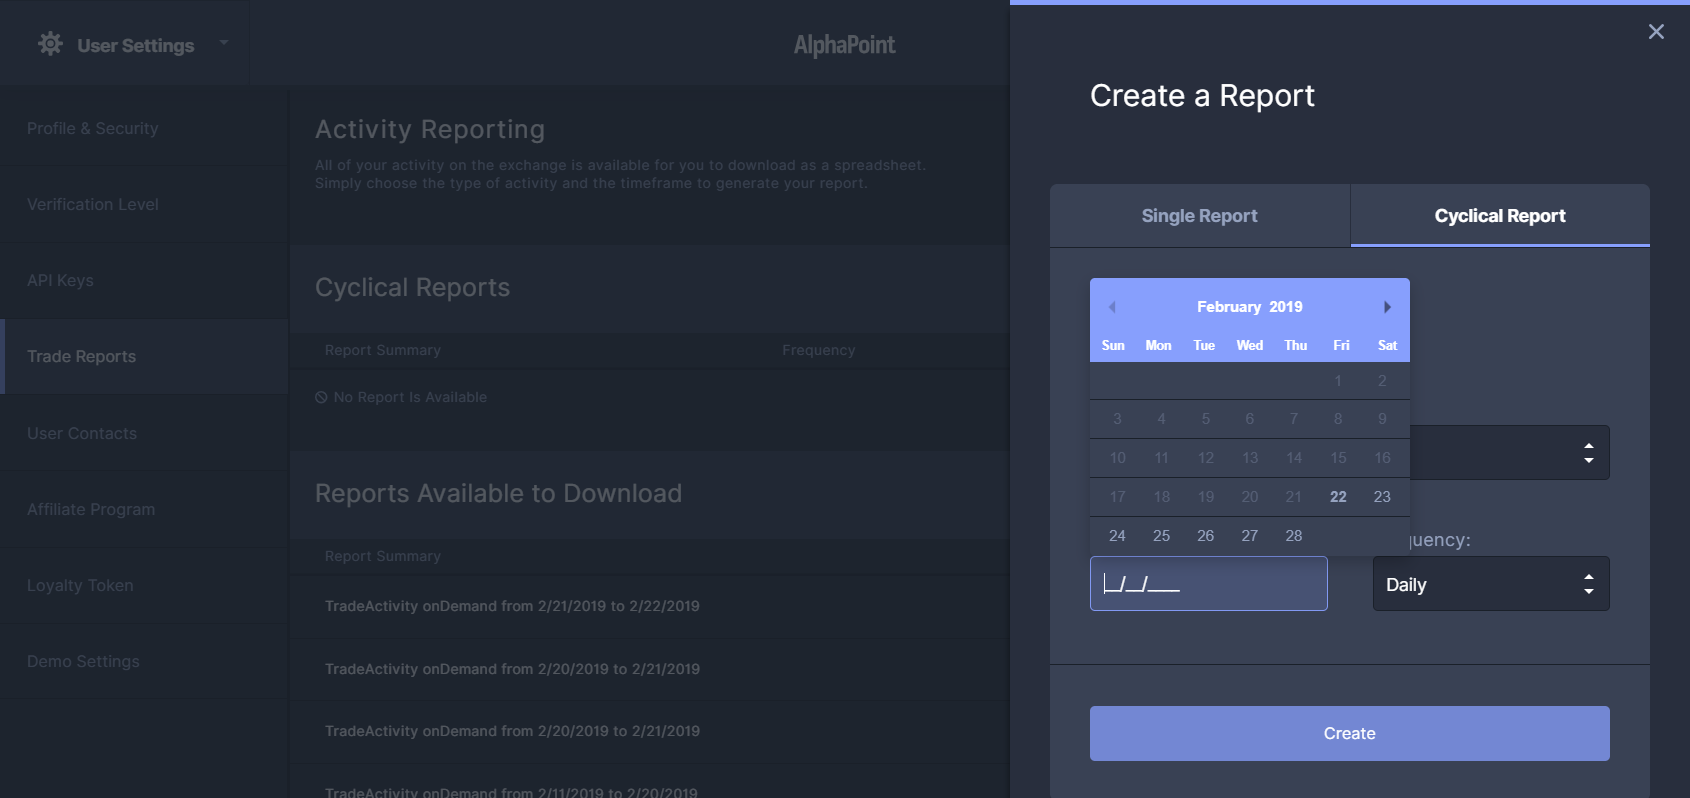 User Settings
AlphaPoint
Profile & Security
Verification Level
API Keys
Trade Reports
User Contacts
Affiliate Program
Loyalty Token
Demo Settings
Activity Reporting
All of your activity on the exchange is available for you to download as a spreadsheet.
Simply choose the type of activity and the timeframe to generate your report.
Cyclical Reports
Report Summary Frequency
No Report Is Available
Reports Available to Download
Report Summary
TradeActivity onDemand from 2/21/2019 to 2/22/2019
TradeActivity onDemand from 2/20/2019 to 2/21/2019
TradeActivity onDemand from 2/20/2019 to 2/21/2019
TradeActivity onDemand from 2/11/2019 to 2/20/2019
Create a Report
Single Report Cyclical Report
February 2019
Sun Mon Tue Wed Thu Fri Sat
1 2
3 4 5 6 7 8 9
10 11 12 13 14 15 16
17 18 19 20 21 22 23
24 25 26 27 28
quency:
__/__/____ Daily
Create